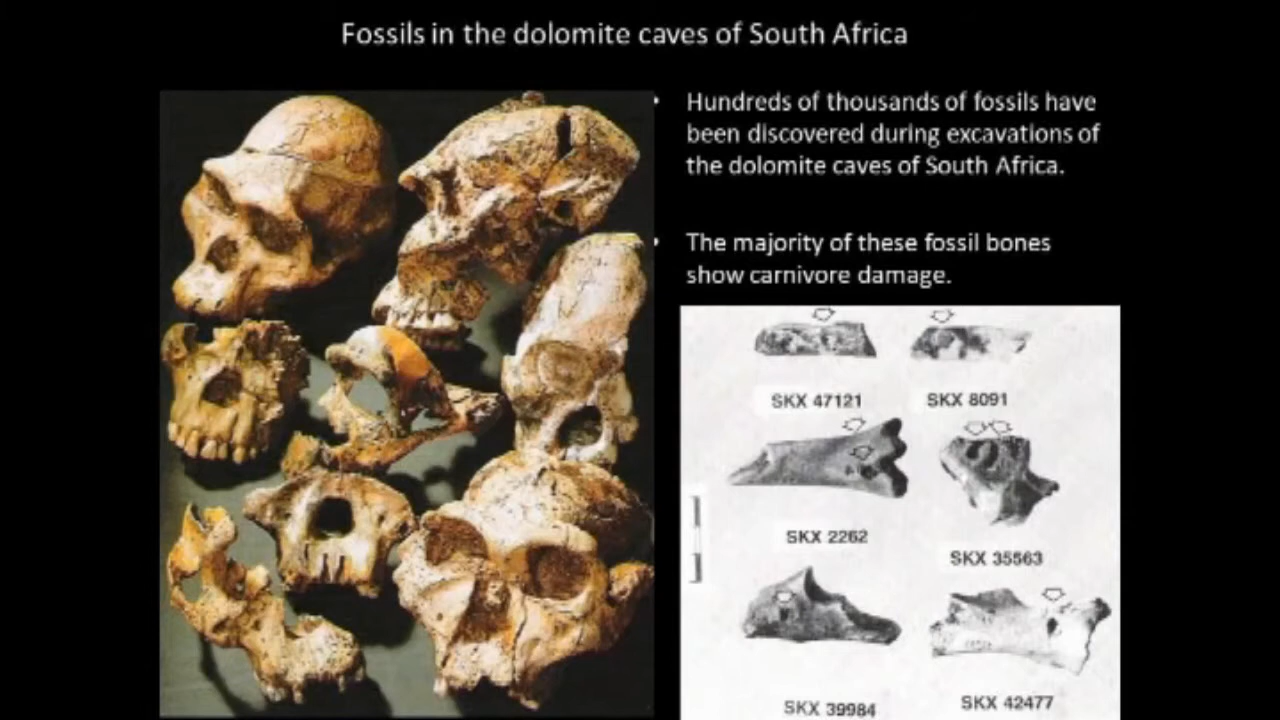 Fossils in the dolomite caves of South Africa
• Hundreds of thousands of fossils have
been discovered during excavations of
the dolomite caves of South Africa.
• The majority of these fossil bones
show carnivore damage.
SKX 47121
SKX 8091
SKX 2262
SKX 35563
SKX 39984
SKX 42477